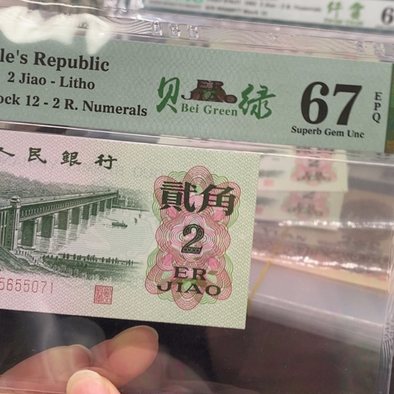 le's Republic
2 Jiao - Litho
ock 12 - 2 R. Numerals
贝 绿
Bei Green
67
EPQ
Superb Gem Unc
人民銀行
貳角
2
ER
JIAO
5655071